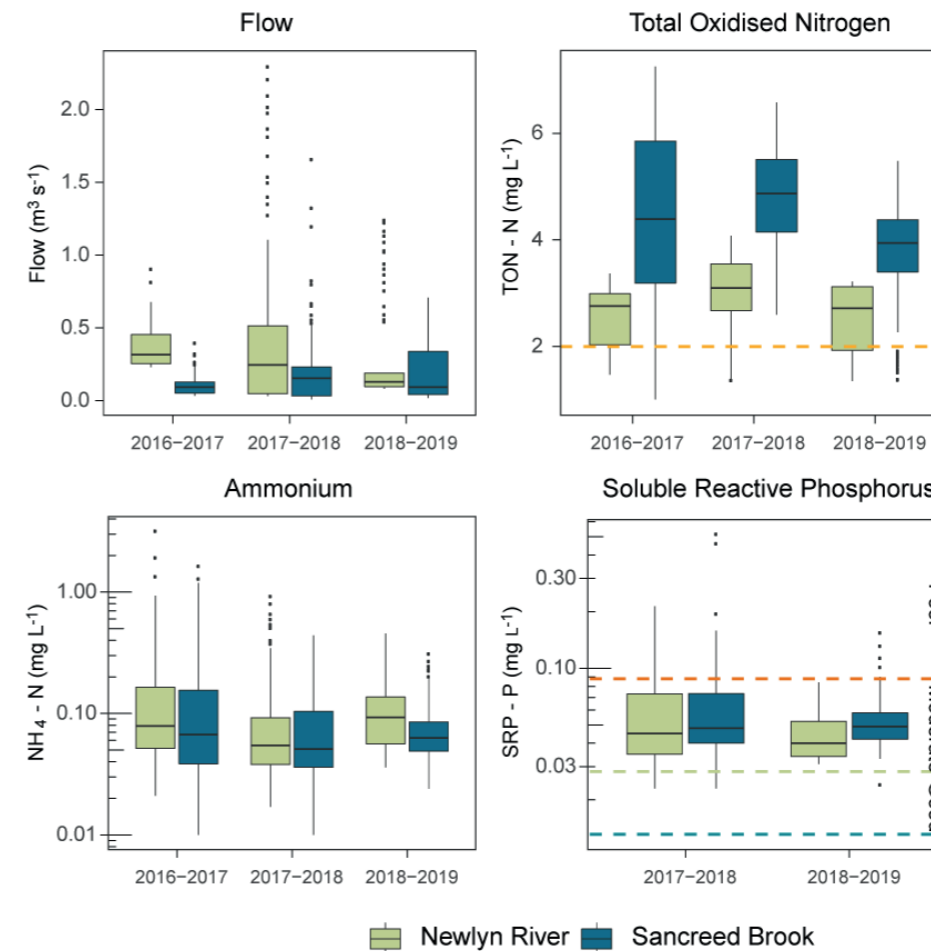 Flow
Flow (m³ s⁻¹)
2.0
1.5
1.0
0.5
0.0
2016–2017
2017–2018
2018–2019
Total Oxidised Nitrogen
TON - N (mg L⁻¹)
6
4
2
2016–2017
2017–2018
2018–2019
Ammonium
NH₄ - N (mg L⁻¹)
1.00
0.10
0.01
2016–2017
2017–2018
2018–2019
Soluble Reactive Phosphorus
SRP - P (mg L⁻¹)
0.30
0.10
0.03
2017–2018
2018–2019
Newlyn River
Sancreed Brook